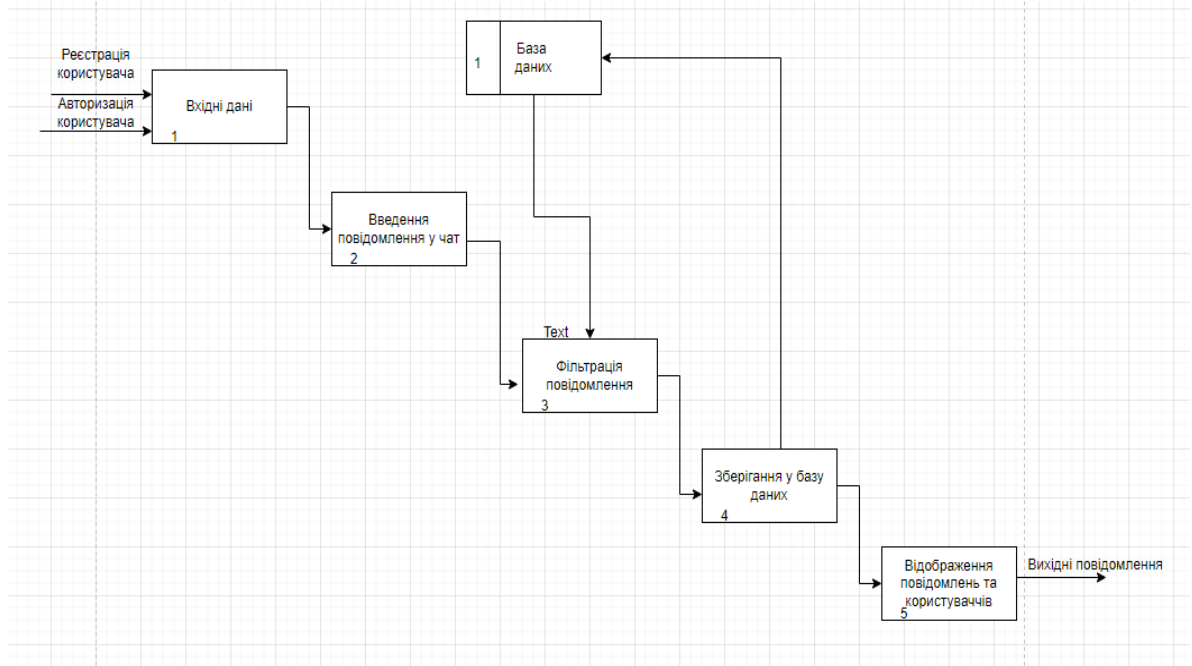 Реєстрація
користувача
Авторизація
користувача
Вхідні дані
1
1
База
даних
Введення
повідомлення у чат
2
Text
Фільтрація
повідомлення
3
Зберігання у базу
даних
4
Відображення
повідомлень та
користуваччів
5
Вихідні повідомлення